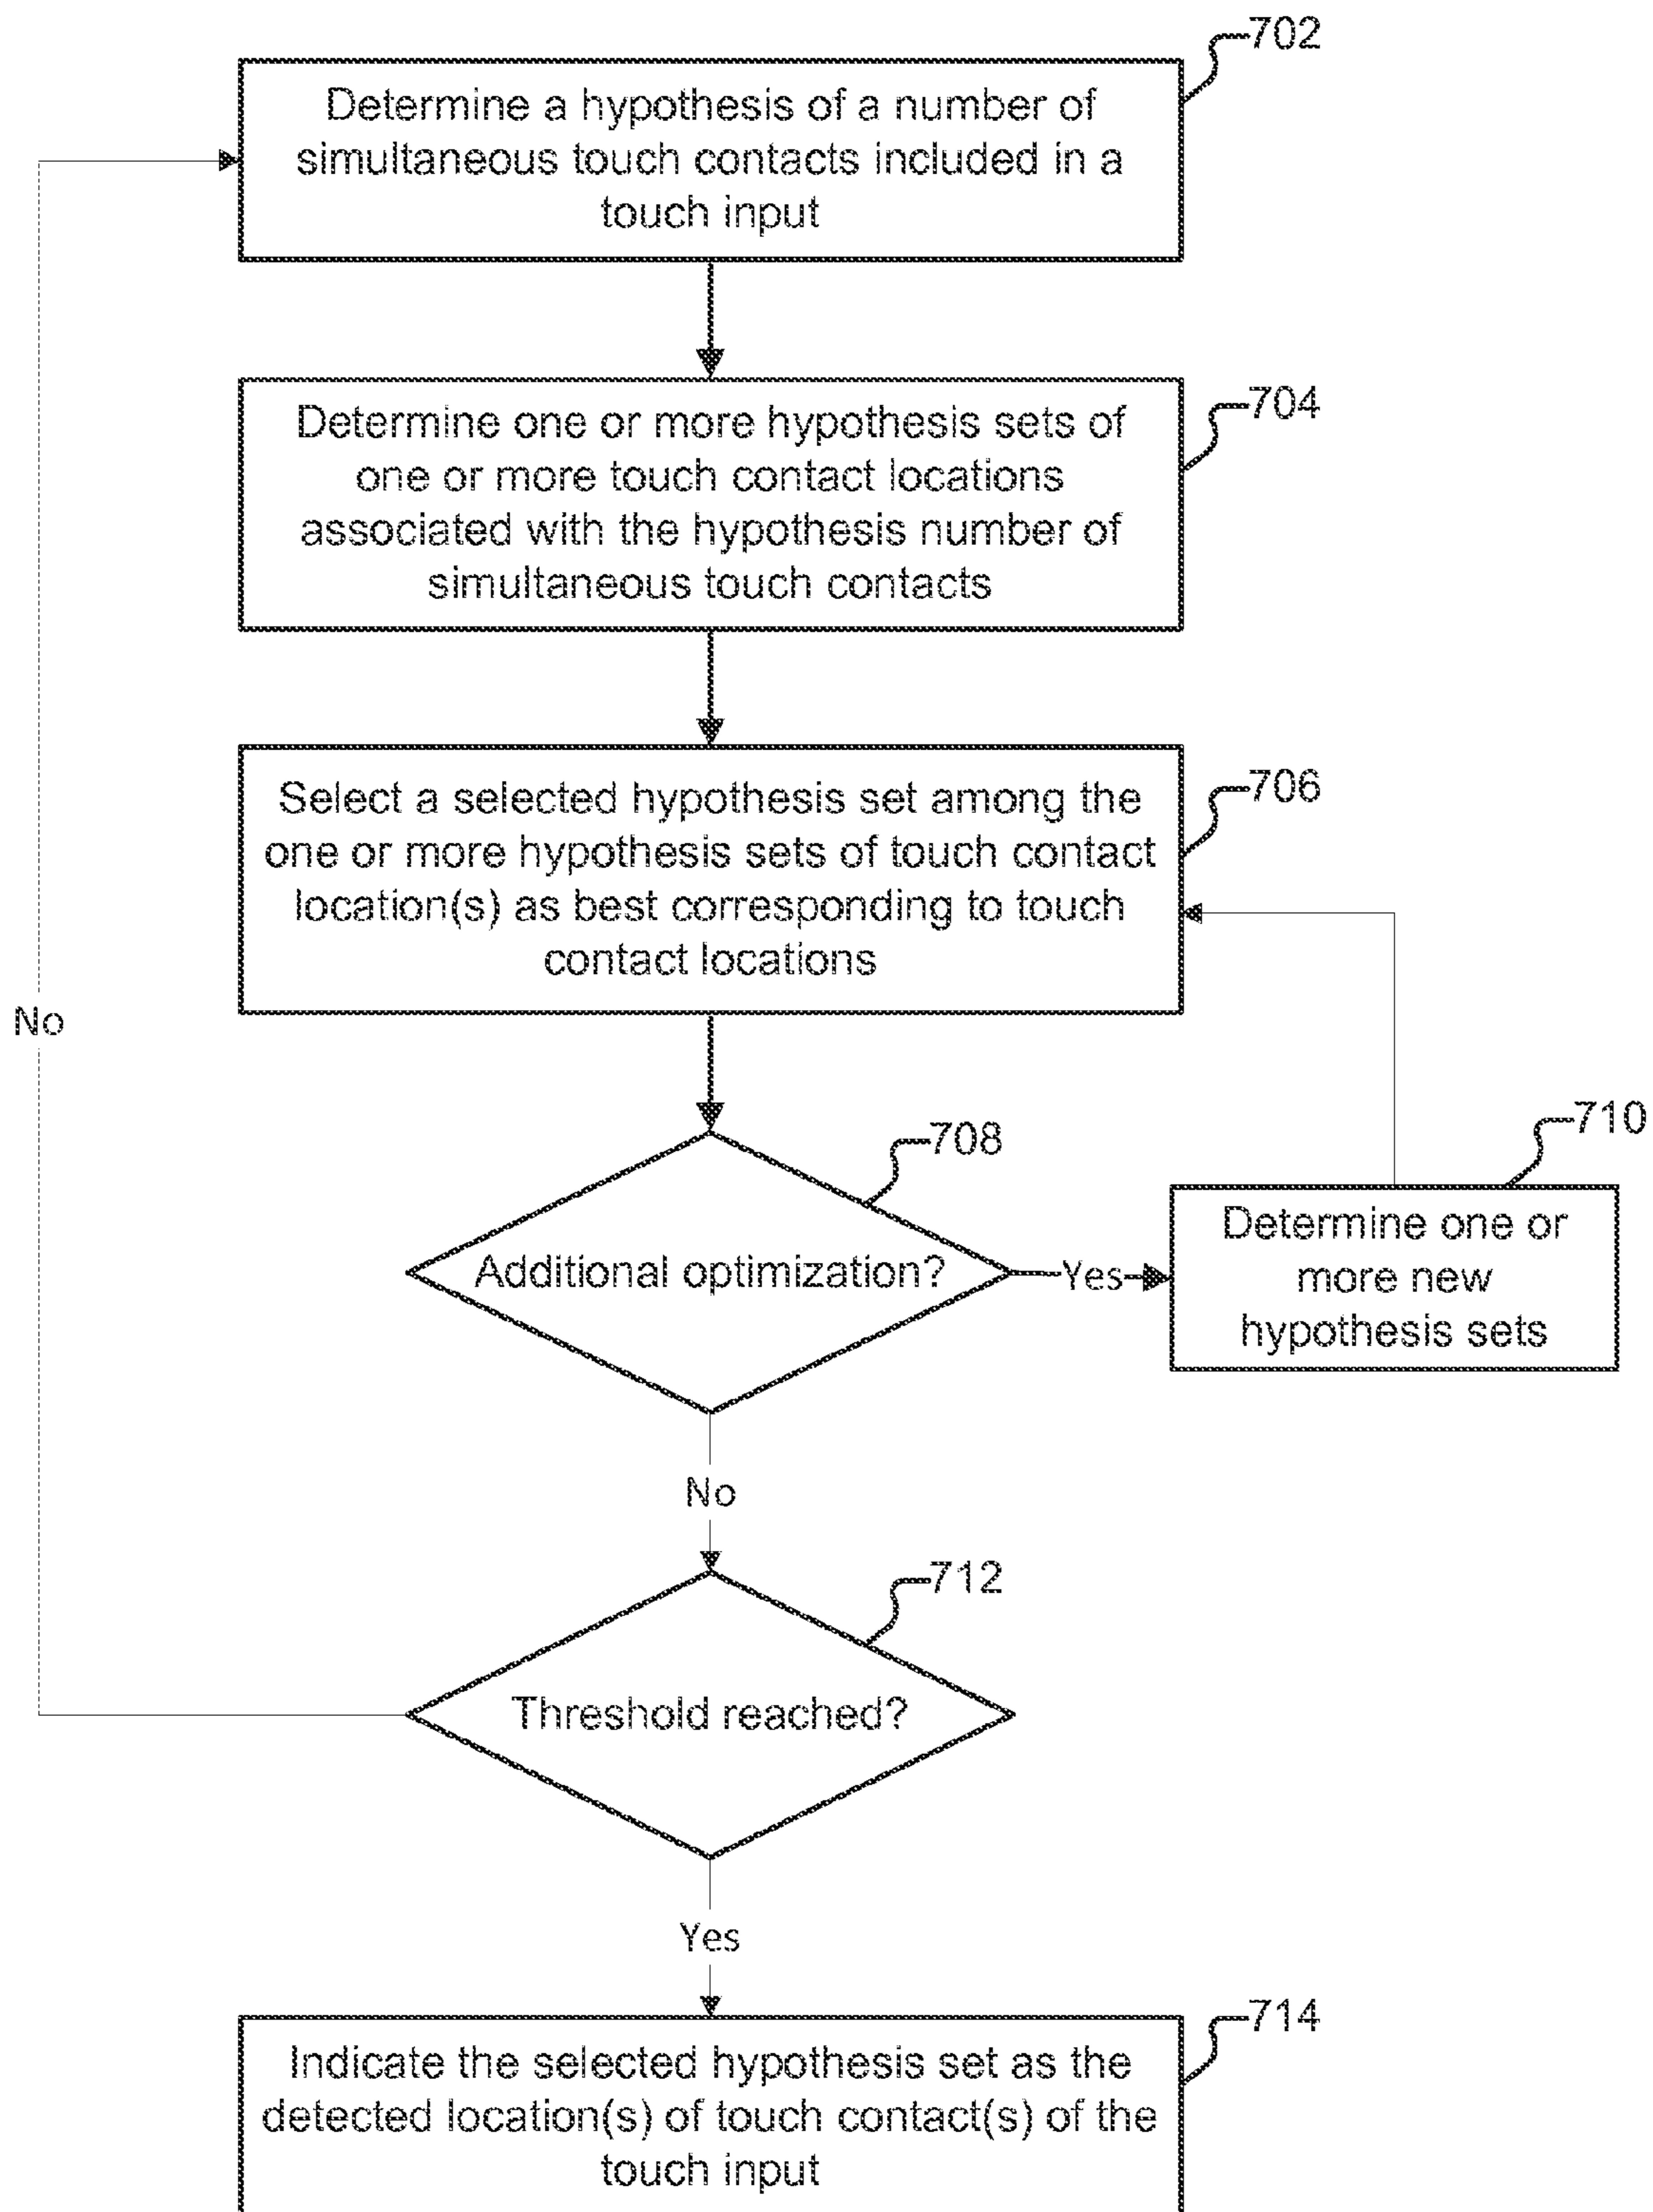 702
Determine a hypothesis of a number of
simultaneous touch contacts included in a
touch input
704
Determine one or more hypothesis sets of
one or more touch contact locations
associated with the hypothesis number of
simultaneous touch contacts
706
Select a selected hypothesis set among the
one or more hypothesis sets of touch contact
location(s) as best corresponding to touch
contact locations
No
708
Additional optimization?
Yes
710
Determine one or
more new
hypothesis sets
No
712
Threshold reached?
Yes
714
Indicate the selected hypothesis set as the
detected location(s) of touch contact(s) of the
touch input